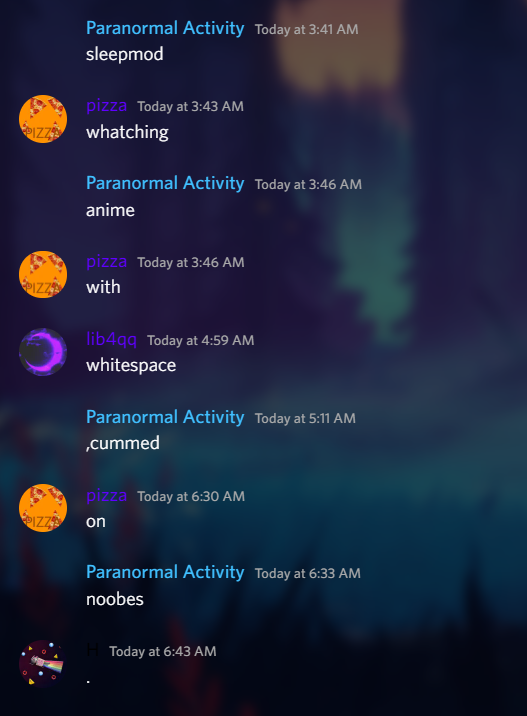 Paranormal Activity Today at 3:41 AM
sleepmod
pizza Today at 3:43 AM
PIZZA
whatching
Paranormal Activity Today at 3:46 AM
anime
pizza Today at 3:46 AM
PIZZA
with
lib4qq Today at 4:59 AM
whitespace
Paranormal Activity Today at 5:11 AM
,cummed
pizza Today at 6:30 AM
PIZZA
on
Paranormal Activity Today at 6:33 AM
noobes
H Today at 6:43 AM
.